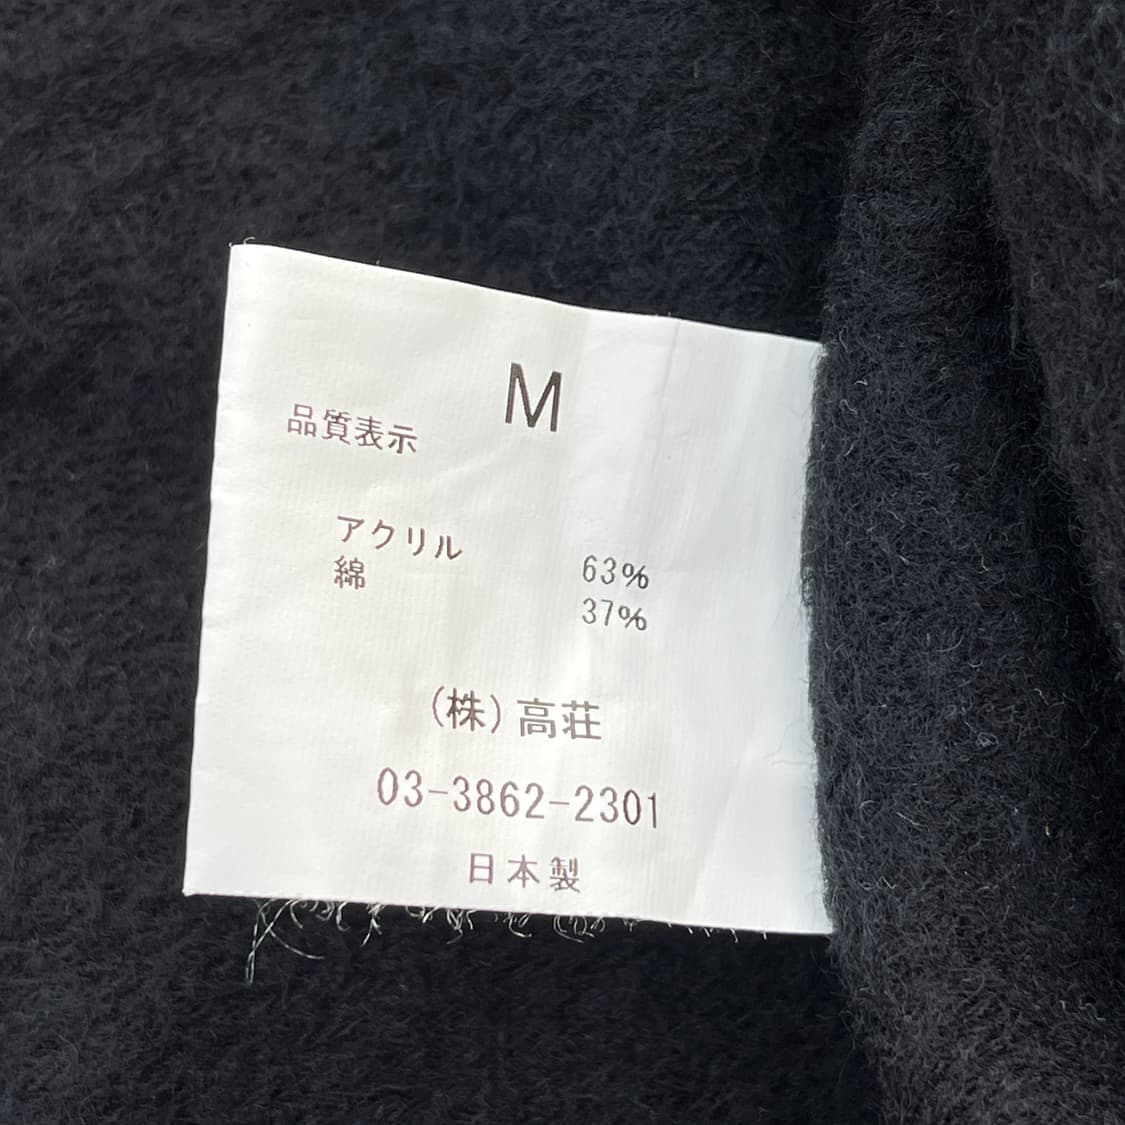 M
品質表示
アクリル 63%
綿 37%
(株)高荘
03-3862-2301
日本製